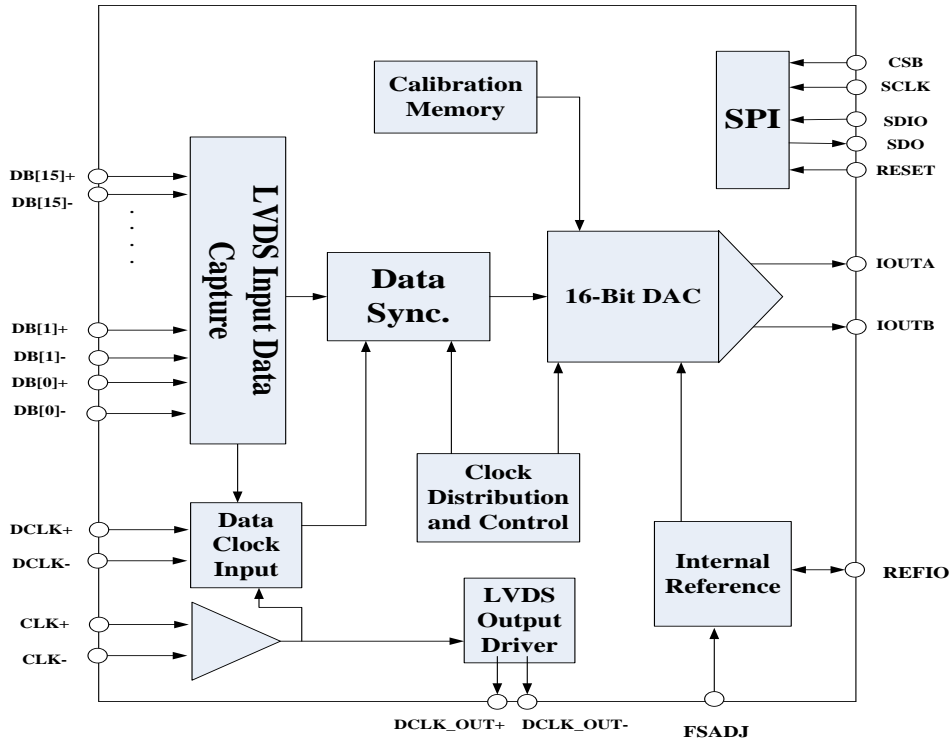 CSB
SCLK
SDIO
SDO
RESET
SPI
Calibration
Memory
DB[15]+
DB[15]-
LVDS Input Data
Capture
Data
Sync.
16-Bit DAC
IOUTA
IOUTB
DB[1]+
DB[1]-
DB[0]+
DB[0]-
Clock
Distribution
and Control
DCLK+
DCLK-
Data
Clock
Input
Internal
Reference
REFIO
CLK+
CLK-
LVDS
Output
Driver
DCLK_OUT+
DCLK_OUT-
FSADJ